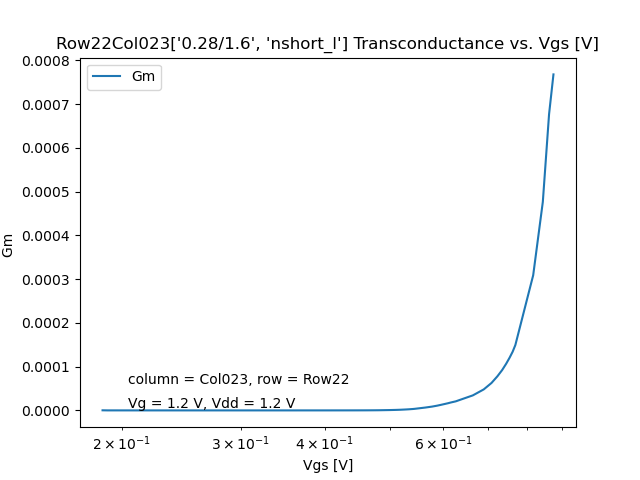 Row22Col023['0.28/1.6', 'nshort_l'] Transconductance vs. Vgs [V]
Gm
0.0008
0.0007
0.0006
0.0005
0.0004
0.0003
0.0002
0.0001
0.0000
Gm
column = Col023, row = Row22
Vg = 1.2 V, Vdd = 1.2 V
2 × 10⁻¹ 3 × 10⁻¹ 4 × 10⁻¹ 6 × 10⁻¹
Vgs [V]